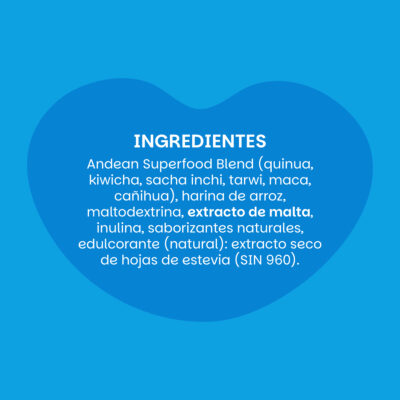 INGREDIENTES
Andean Superfood Blend (quinua,
kiwicha, sacha inchi, tarwi, maca,
cañihua), harina de arroz,
maltodextrina, extracto de malta,
inulina, saborizantes naturales,
edulcorante (natural): extracto seco
de hojas de estevia (SIN 960).